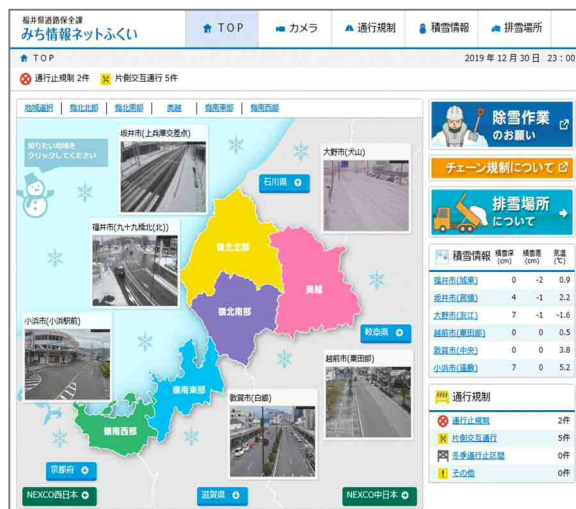 福井県道路保全課
みち情報ネットふくい
TOP
カメラ
通行規制
積雪情報
排雪場所
TOP
2019年12月30日 23:00
通行止規制 2件
片側交互通行 5件
地域選択 | 嶺北北部 | 嶺北南部 | 奥越 | 嶺南東部 | 嶺南西部
知りたい地域を
クリックしてください
坂井市(上兵庫交差点)
大野市(犬山)
石川県
福井市(九十九橋北(北))
嶺北北部
奥越
嶺北南部
小浜市(小浜駅前)
岐阜県
越前市(粟田部)
嶺南東部
敦賀市(白銀)
嶺南西部
京都府
滋賀県
NEXCO西日本
NEXCO中日本
除雪作業
のお願い
チェーン規制について
排雪場所
について
積雪情報 積雪深(cm) 積雪差(cm) 気温(℃)
福井市(城東) 0 -2 0.9
坂井市(宮領) 4 -1 2.2
大野市(友江) 7 -1 -1.6
越前市(粟田部) 0 0 0.5
敦賀市(中央) 0 0 3.8
小浜市(遠敷) 7 0 5.2
通行規制
通行止規制 2件
片側交互通行 5件
冬季通行止区間 0件
その他 0件